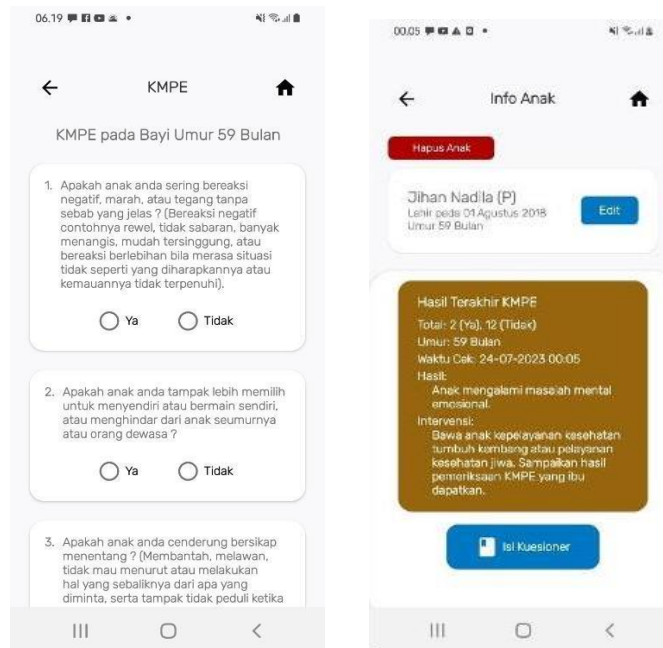 06.19
KMPE
KMPE pada Bayi Umur 59 Bulan
1. Apakah anak anda sering bereaksi
negatif, marah, atau tegang tanpa
sebab yang jelas ? (Bereaksi negatif
contohnya rewel, tidak sabaran, banyak
menangis, mudah tersinggung, atau
bereaksi berlebihan bila merasa situasi
tidak seperti yang diharapkannya atau
kemauannya tidak terpenuhi).
Ya Tidak
2. Apakah anak anda tampak lebih memilih
untuk menyendiri atau bermain sendiri,
atau menghindar dari anak seumurnya
atau orang dewasa ?
Ya Tidak
3. Apakah anak anda cenderung bersikap
menentang ? (Membantah, melawan,
tidak mau menurut atau melakukan
hal yang sebaliknya dari apa yang
diminta, serta tampak tidak peduli ketika
00.05
Info Anak
Hapus Anak
Jihan Nadila (P)
Lahir pada 01 Agustus 2018
Umur 59 Bulan
Edit
Hasil Terakhir KMPE
Total: 2 (Ya), 12 (Tidak)
Umur: 59 Bulan
Waktu Cek: 24-07-2023 00:05
Hasil:
Anak mengalami masalah mental
emosional.
Intervensi:
Bawa anak kepelayanan kesehatan
tumbuh kembang atau pelayanan
kesehatan jiwa. Sampaikan hasil
pemeriksaan KMPE yang ibu
dapatkan.
Isi Kuesioner